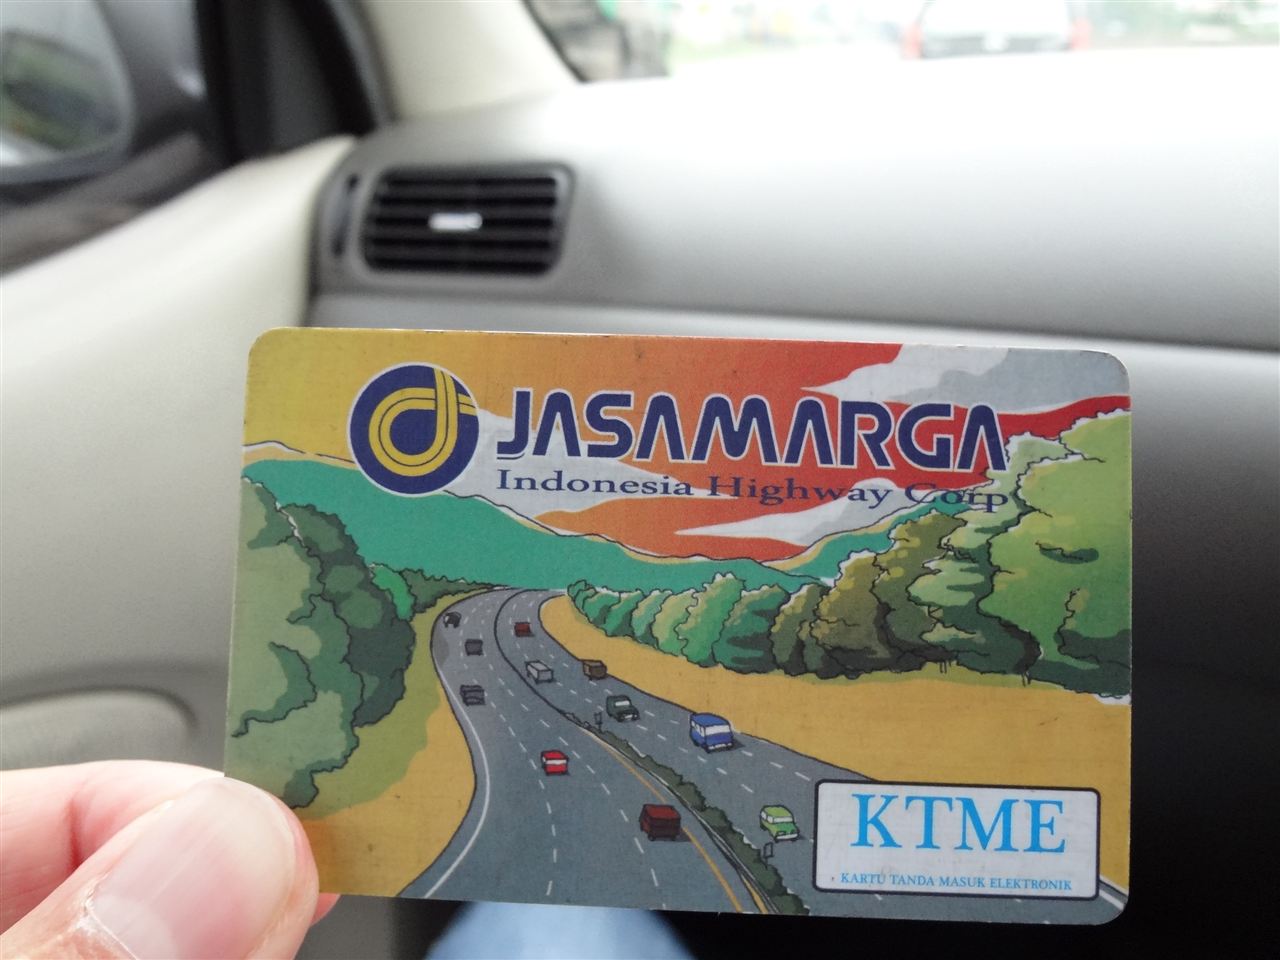 JASAMARGA
Indonesia Highway Corp
KTME
KARTU TANDA MASUK ELEKTRONIK